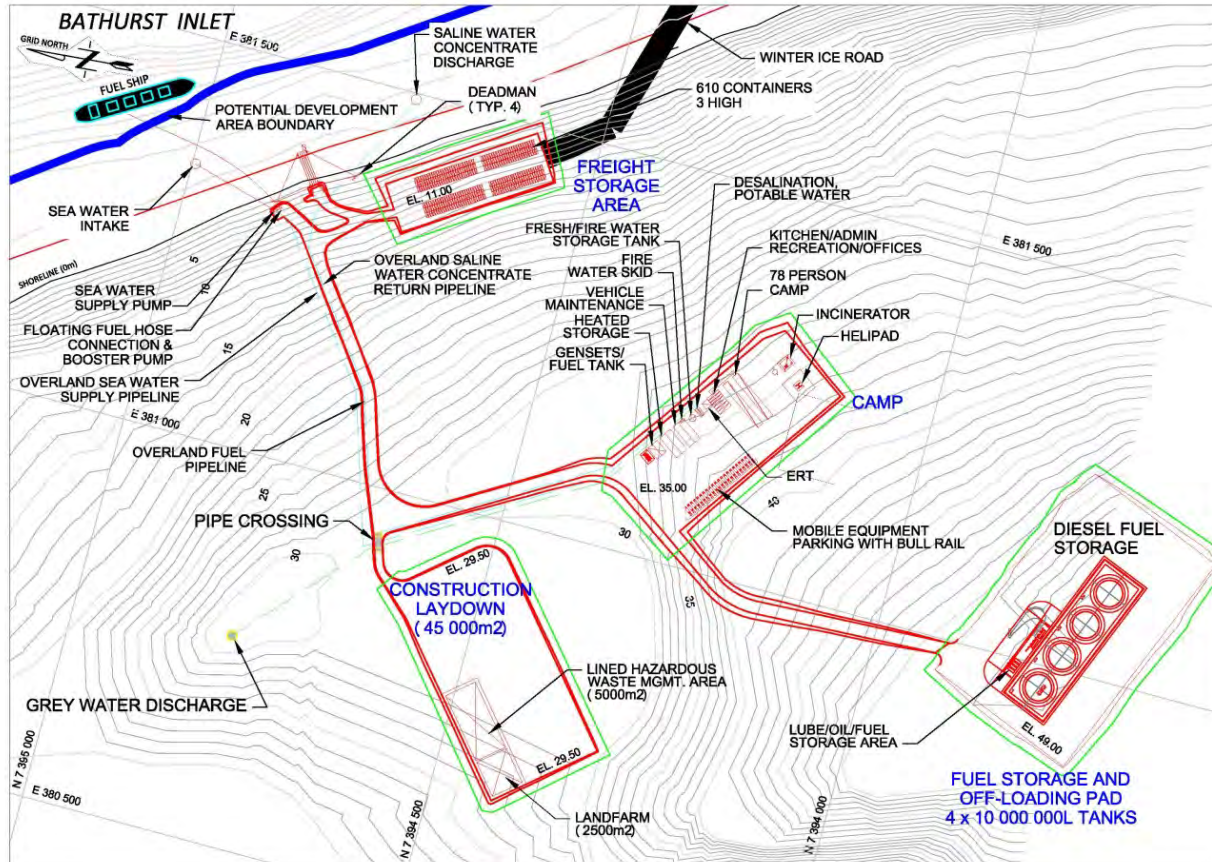 BATHURST INLET
GRID NORTH
N
FUEL SHIP
E 381 500
POTENTIAL DEVELOPMENT
AREA BOUNDARY
SALINE WATER
CONCENTRATE
DISCHARGE
DEADMAN
(TYP. 4)
WINTER ICE ROAD
610 CONTAINERS
3 HIGH
FREIGHT
STORAGE
AREA
EL. 11.00
SEA WATER
INTAKE
SHORELINE (0m)
5
10
15
20
25
30
SEA WATER
SUPPLY PUMP
FLOATING FUEL HOSE
CONNECTION &
BOOSTER PUMP
OVERLAND SEA WATER
SUPPLY PIPELINE
OVERLAND SALINE
WATER CONCENTRATE
RETURN PIPELINE
E 381 000
OVERLAND FUEL
PIPELINE
PIPE CROSSING
DESALINATION,
POTABLE WATER
FRESH/FIRE WATER
STORAGE TANK
FIRE
WATER SKID
VEHICLE
MAINTENANCE
HEATED
STORAGE
GENSETS/
FUEL TANK
KITCHEN/ADMIN
RECREATION/OFFICES
78 PERSON
CAMP
INCINERATOR
HELIPAD
E 381 500
CAMP
ERT
EL. 35.00
40
30
35
MOBILE EQUIPMENT
PARKING WITH BULL RAIL
DIESEL FUEL
STORAGE
EL. 29.50
CONSTRUCTION
LAYDOWN
( 45 000m2)
LINED HAZARDOUS
WASTE MGMT. AREA
( 5000m2)
EL. 29.50
LANDFARM
( 2500m2)
GREY WATER DISCHARGE
LUBE/OIL/FUEL
STORAGE AREA
EL. 49.00
FUEL STORAGE AND
OFF-LOADING PAD
4 x 10 000 000L TANKS
N 7 395 000
E 380 500
N 7 394 500
N 7 394 000